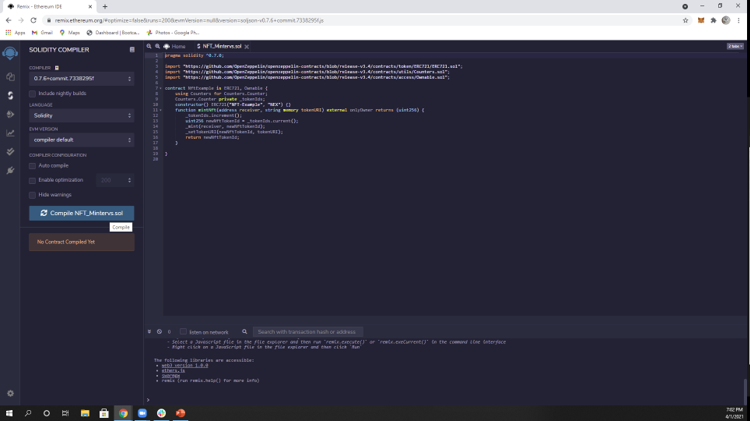 Remix - Ethereum IDE
remix.ethereum.org/#optimize=false&runs=200&evmVersion=null&version=soljson-v0.7.6+commit.7338295f.js
Apps Gmail Maps Dashboard | Bootca... Photos - Google Ph...
SOLIDITY COMPILER
COMPILER
0.7.6+commit.7338295f
Include nightly builds
LANGUAGE
Solidity
EVM VERSION
compiler default
COMPILER CONFIGURATION
Auto compile
Enable optimization 200
Hide warnings
Compile NFT_Mintervs.sol
Compile
No Contract Compiled Yet
Home NFT_Mintervs.sol
2 tabs
1 pragma solidity ^0.7.0;
2
3 import "https://github.com/OpenZeppelin/openzeppelin-contracts/blob/release-v3.4/contracts/token/ERC721/ERC721.sol";
4 import "https://github.com/OpenZeppelin/openzeppelin-contracts/blob/release-v3.4/contracts/utils/Counters.sol";
5 import "https://github.com/OpenZeppelin/openzeppelin-contracts/blob/release-v3.4/contracts/access/Ownable.sol";
6
7 contract NFTExample is ERC721, Ownable {
8 using Counters for Counters.Counter;
9 Counters.Counter private _tokenIds;
10 constructor() ERC721("NFT-Example", "NEX") {}
11 function mintNft(address receiver, string memory tokenURI) external onlyOwner returns (uint256) {
12 _tokenIds.increment();
13 uint256 newNftTokenId = _tokenIds.current();
14 _mint(receiver, newNftTokenId);
15 _setTokenURI(newNftTokenId, tokenURI);
16 return newNftTokenId;
17 }
18
19 }
20
0 listen on network Search with transaction hash or address
- Select a Javascript file in the file explorer and then run `remix.execute()` or `remix.exeCurrent()` in the command line interface
- Right click on a JavaScript file in the file explorer and then click `Run`
The following libraries are accessible:
• web3 version 1.0.0
• ethers.js
• swarmgw
• remix (run remix.help() for more info)
>
7:02 PM
4/1/2021